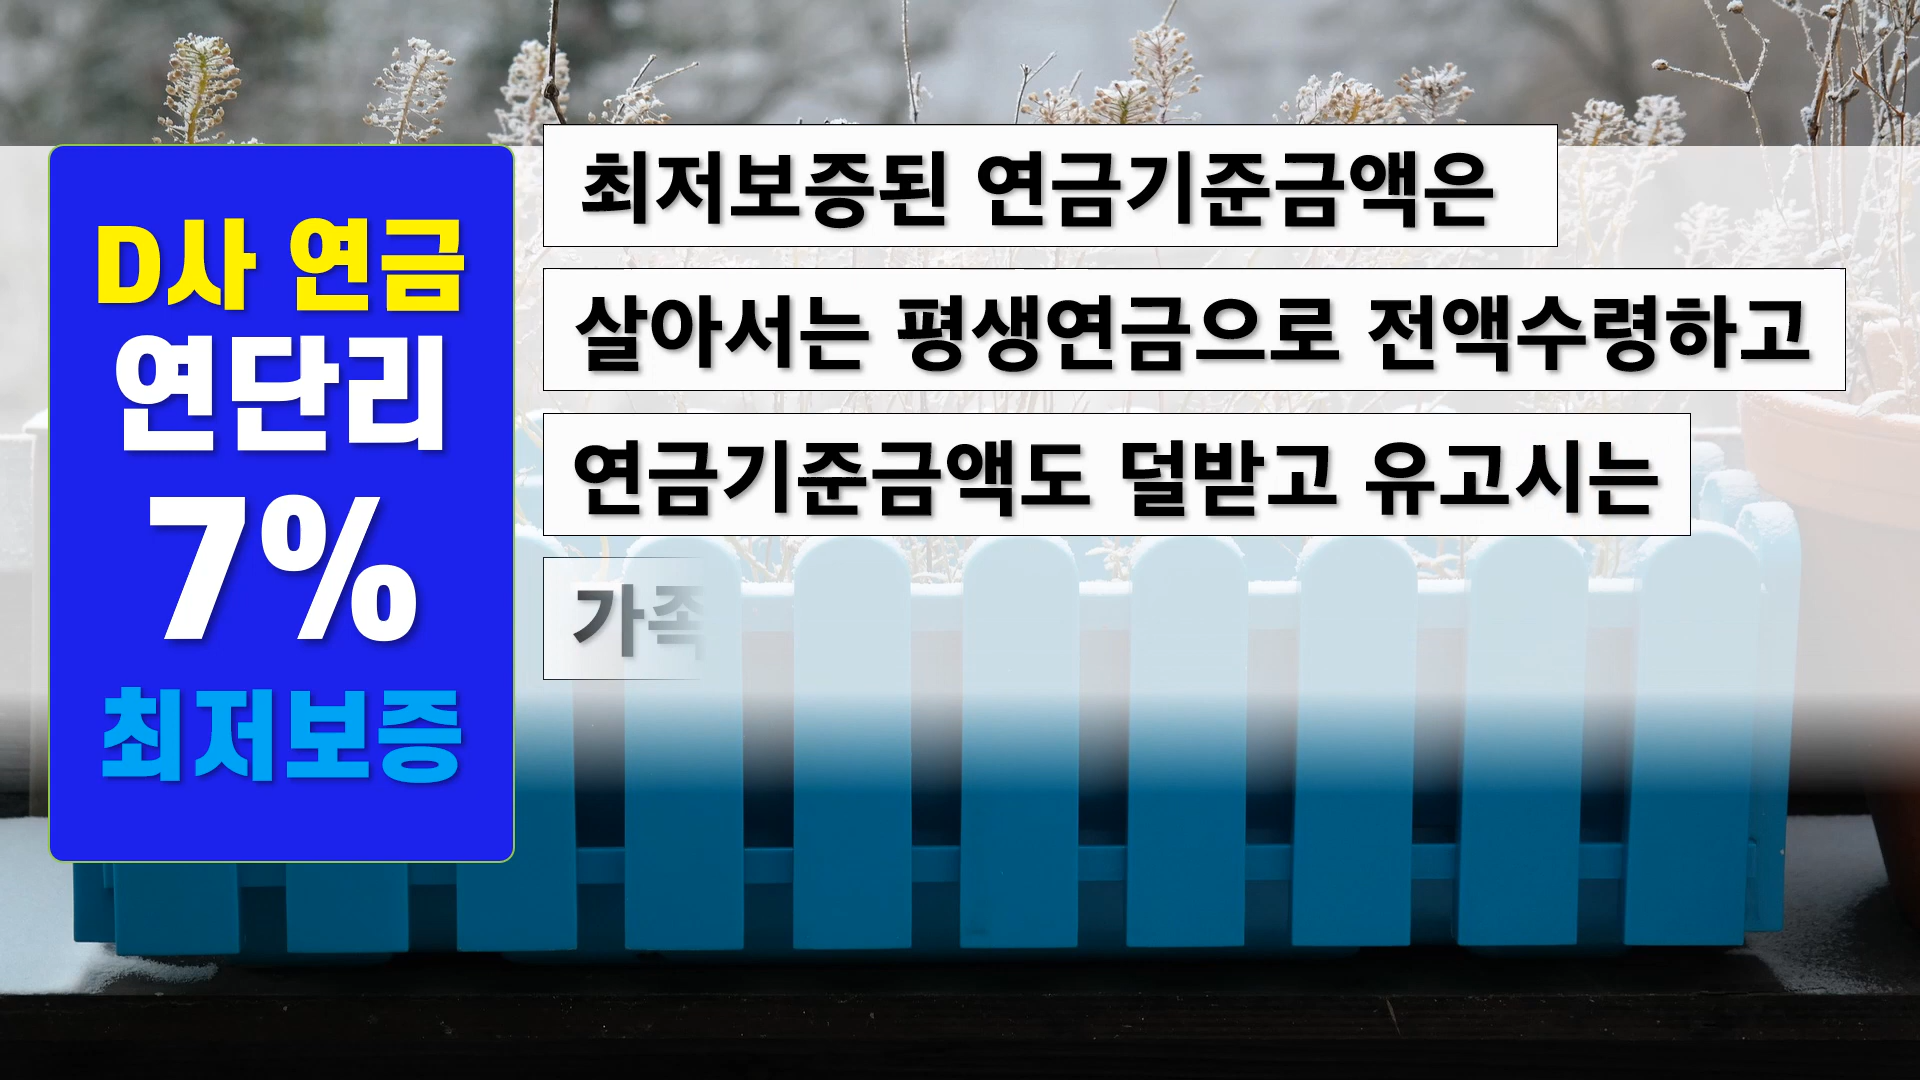 D사 연금
연단리
7%
최저보증
최저보증된 연금기준금액은
살아서는 평생연금으로 전액수령하고
연금기준금액도 덜받고 유고시는
가족